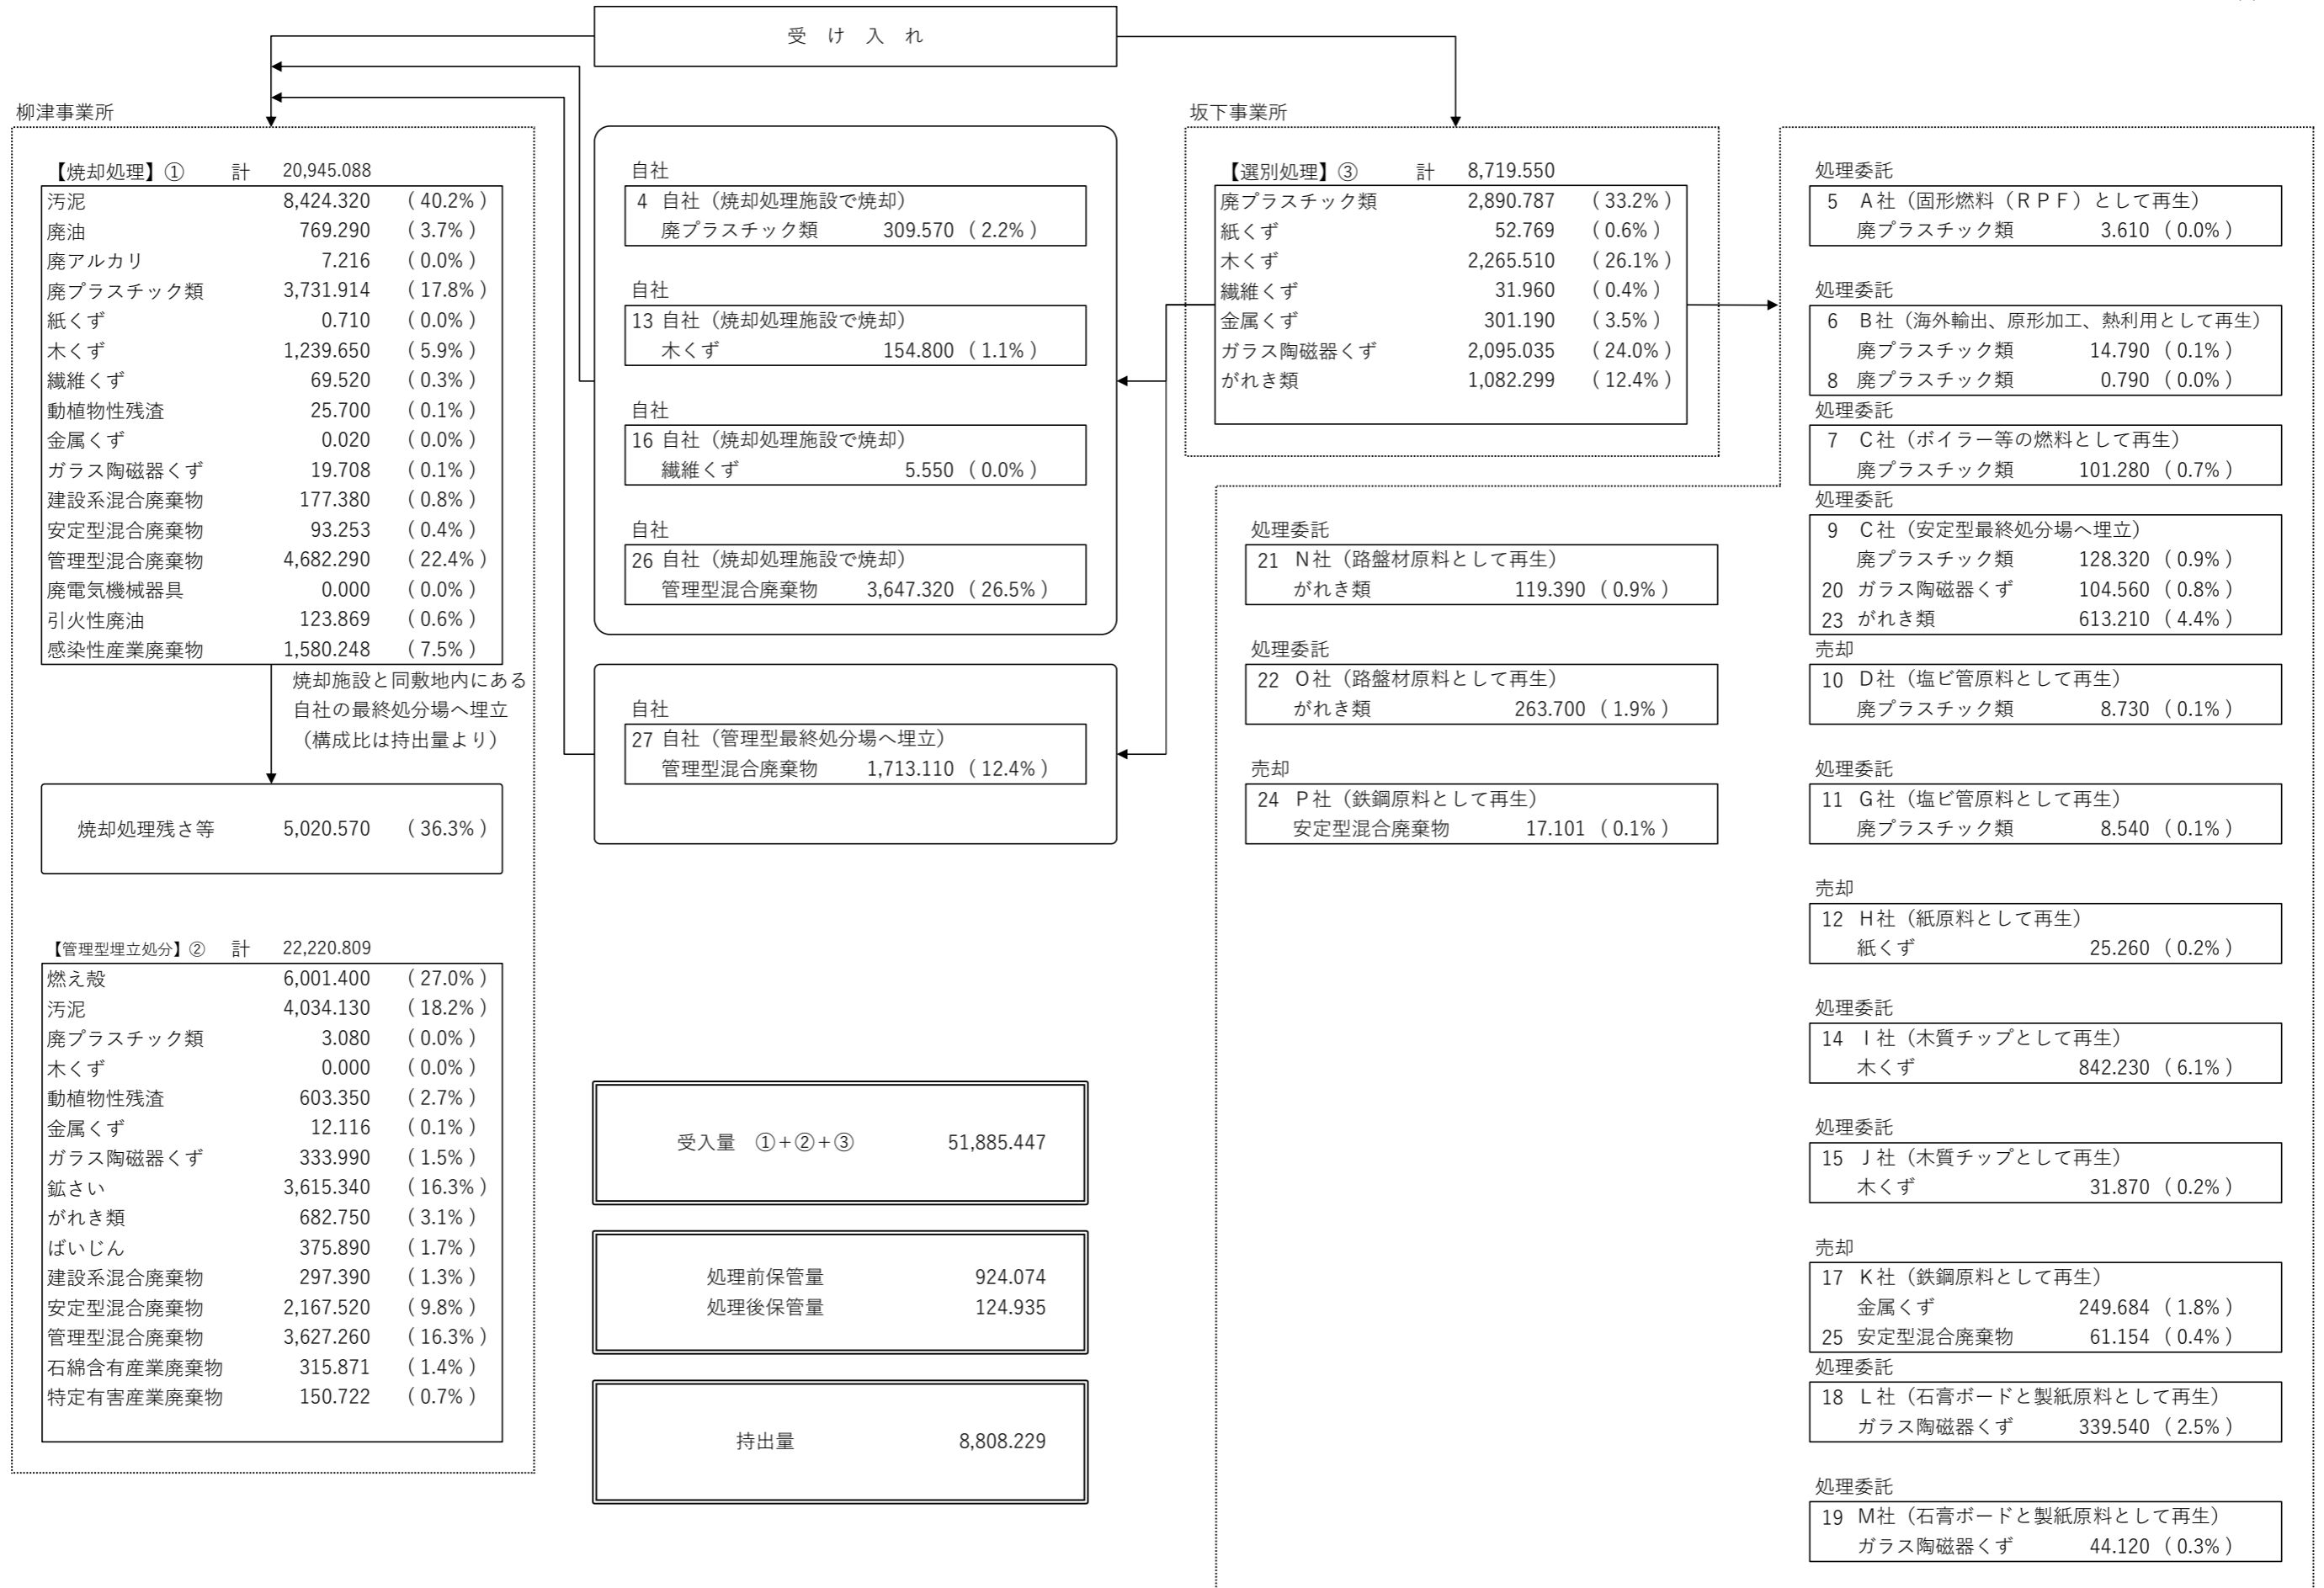 受 け 入 れ
柳津事業所
【焼却処理】① 計 20,945.088
汚泥 8,424.320 ( 40.2% )
廃油 769.290 ( 3.7% )
廃アルカリ 7.216 ( 0.0% )
廃プラスチック類 3,731.914 ( 17.8% )
紙くず 0.710 ( 0.0% )
木くず 1,239.650 ( 5.9% )
繊維くず 69.520 ( 0.3% )
動植物性残渣 25.700 ( 0.1% )
金属くず 0.020 ( 0.0% )
ガラス陶磁器くず 19.708 ( 0.1% )
建設系混合廃棄物 177.380 ( 0.8% )
安定型混合廃棄物 93.253 ( 0.4% )
管理型混合廃棄物 4,682.290 ( 22.4% )
廃電気機械器具 0.000 ( 0.0% )
引火性廃油 123.869 ( 0.6% )
感染性産業廃棄物 1,580.248 ( 7.5% )
焼却施設と同敷地内にある
自社の最終処分場へ埋立
（構成比は持出量より）
焼却処理残さ等 5,020.570 ( 36.3% )
【管理型埋立処分】② 計 22,220.809
燃え殻 6,001.400 ( 27.0% )
汚泥 4,034.130 ( 18.2% )
廃プラスチック類 3.080 ( 0.0% )
木くず 0.000 ( 0.0% )
動植物性残渣 603.350 ( 2.7% )
金属くず 12.116 ( 0.1% )
ガラス陶磁器くず 333.990 ( 1.5% )
鉱さい 3,615.340 ( 16.3% )
がれき類 682.750 ( 3.1% )
ばいじん 375.890 ( 1.7% )
建設系混合廃棄物 297.390 ( 1.3% )
安定型混合廃棄物 2,167.520 ( 9.8% )
管理型混合廃棄物 3,627.260 ( 16.3% )
石綿含有産業廃棄物 315.871 ( 1.4% )
特定有害産業廃棄物 150.722 ( 0.7% )
自社
4 自社（焼却処理施設で焼却）
廃プラスチック類 309.570 ( 2.2% )
自社
13 自社（焼却処理施設で焼却）
木くず 154.800 ( 1.1% )
自社
16 自社（焼却処理施設で焼却）
繊維くず 5.550 ( 0.0% )
自社
26 自社（焼却処理施設で焼却）
管理型混合廃棄物 3,647.320 ( 26.5% )
自社
27 自社（管理型最終処分場へ埋立）
管理型混合廃棄物 1,713.110 ( 12.4% )
受入量 ①+②+③ 51,885.447
処理前保管量 924.074
処理後保管量 124.935
持出量 8,808.229
坂下事業所
【選別処理】③ 計 8,719.550
廃プラスチック類 2,890.787 ( 33.2% )
紙くず 52.769 ( 0.6% )
木くず 2,265.510 ( 26.1% )
繊維くず 31.960 ( 0.4% )
金属くず 301.190 ( 3.5% )
ガラス陶磁器くず 2,095.035 ( 24.0% )
がれき類 1,082.299 ( 12.4% )
処理委託
21 N社（路盤材原料として再生）
がれき類 119.390 ( 0.9% )
処理委託
22 O社（路盤材原料として再生）
がれき類 263.700 ( 1.9% )
売却
24 P社（鉄鋼原料として再生）
安定型混合廃棄物 17.101 ( 0.1% )
処理委託
5 A社（固形燃料（RPF）として再生）
廃プラスチック類 3.610 ( 0.0% )
処理委託
6 B社（海外輸出、原形加工、熱利用として再生）
廃プラスチック類 14.790 ( 0.1% )
8 廃プラスチック類 0.790 ( 0.0% )
処理委託
7 C社（ボイラー等の燃料として再生）
廃プラスチック類 101.280 ( 0.7% )
処理委託
9 C社（安定型最終処分場へ埋立）
廃プラスチック類 128.320 ( 0.9% )
20 ガラス陶磁器くず 104.560 ( 0.8% )
23 がれき類 613.210 ( 4.4% )
売却
10 D社（塩ビ管原料として再生）
廃プラスチック類 8.730 ( 0.1% )
処理委託
11 G社（塩ビ管原料として再生）
廃プラスチック類 8.540 ( 0.1% )
売却
12 H社（紙原料として再生）
紙くず 25.260 ( 0.2% )
処理委託
14 I社（木質チップとして再生）
木くず 842.230 ( 6.1% )
処理委託
15 J社（木質チップとして再生）
木くず 31.870 ( 0.2% )
売却
17 K社（鉄鋼原料として再生）
金属くず 249.684 ( 1.8% )
25 安定型混合廃棄物 61.154 ( 0.4% )
処理委託
18 L社（石膏ボードと製紙原料として再生）
ガラス陶磁器くず 339.540 ( 2.5% )
処理委託
19 M社（石膏ボードと製紙原料として再生）
ガラス陶磁器くず 44.120 ( 0.3% )